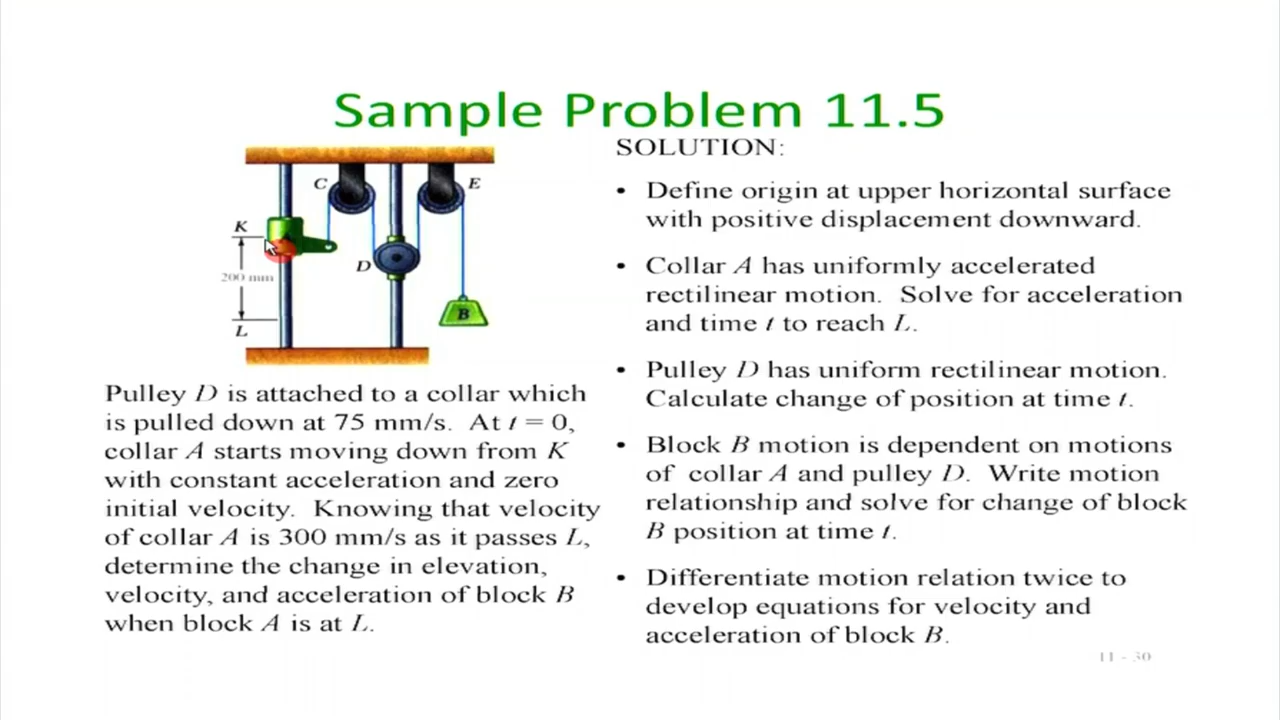 Sample Problem 11.5
C
E
K
200 mm
D
B
L
Pulley D is attached to a collar which
is pulled down at 75 mm/s. At t = 0,
collar A starts moving down from K
with constant acceleration and zero
initial velocity. Knowing that velocity
of collar A is 300 mm/s as it passes L,
determine the change in elevation,
velocity, and acceleration of block B
when block A is at L.
SOLUTION:
• Define origin at upper horizontal surface
with positive displacement downward.
• Collar A has uniformly accelerated
rectilinear motion. Solve for acceleration
and time t to reach L.
• Pulley D has uniform rectilinear motion.
Calculate change of position at time t.
• Block B motion is dependent on motions
of collar A and pulley D. Write motion
relationship and solve for change of block
B position at time t.
• Differentiate motion relation twice to
develop equations for velocity and
acceleration of block B.
11 - 30